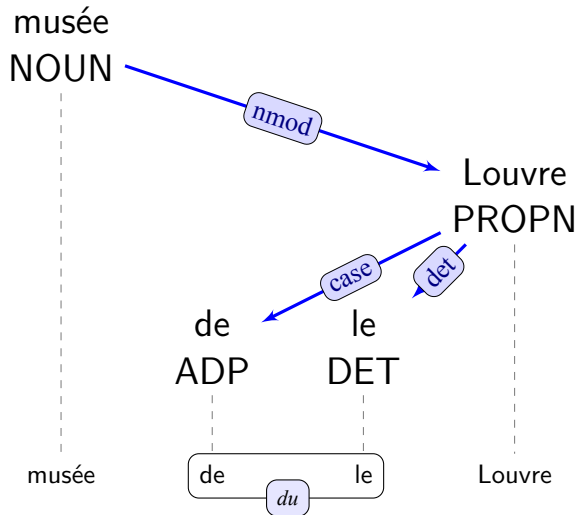 musée
NOUN
nmod
Louvre
PROPN
case
det
de
ADP
le
DET
musée de le Louvre
du